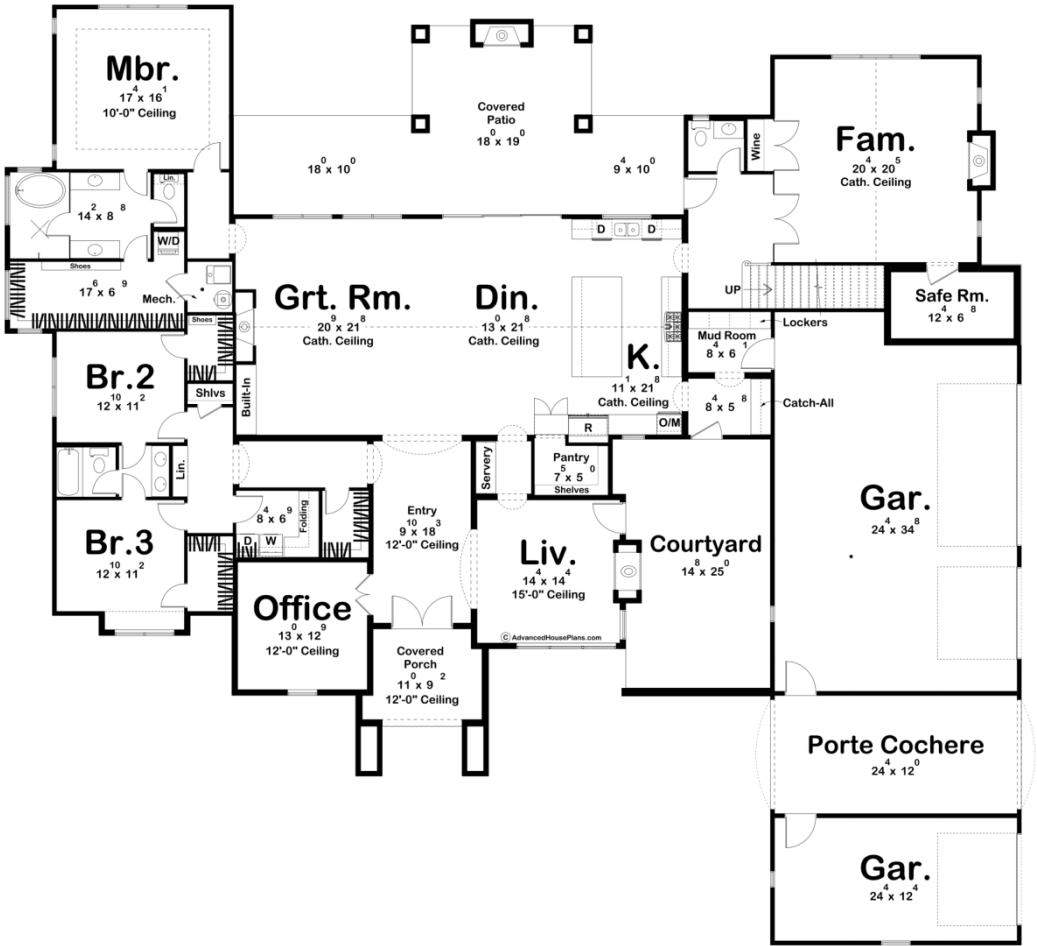 Mbr.
17⁴ x 16¹
10'-0" Ceiling
Covered
Patio
18⁰ x 19⁰
18⁰ x 10⁰
9⁴ x 10⁰
Wine
Fam.
20⁴ x 20⁵
Cath. Ceiling
Lin.
14² x 8⁸
W/D
Shoes
17⁶ x 6⁹
Mech.
Shoes
Grt. Rm.
20⁹ x 21⁸
Cath. Ceiling
Din.
13⁰ x 21⁸
Cath. Ceiling
D
D
K.
11¹ x 21⁸
Cath. Ceiling
UP
Safe Rm.
12⁴ x 6⁸
Lockers
Mud Room
8⁴ x 6¹
8⁴ x 5⁸
Catch-All
Br.2
12¹⁰ x 11²
Shlvs
Built-In
R
O/M
Lin.
Servery
Pantry
7⁵ x 5⁰
Shelves
Br.3
12¹⁰ x 11²
8⁴ x 6⁹
Folding
D
W
Entry
9¹⁰ x 18³
12'-0" Ceiling
Liv.
14⁴ x 14⁴
15'-0" Ceiling
© AdvancedHousePlans.com
Courtyard
14⁸ x 25⁰
Gar.
24⁴ x 34⁸
Office
13⁰ x 12⁹
12'-0" Ceiling
Covered
Porch
11⁰ x 9²
12'-0" Ceiling
Porte Cochere
24⁴ x 12⁰
Gar.
24⁴ x 12⁴